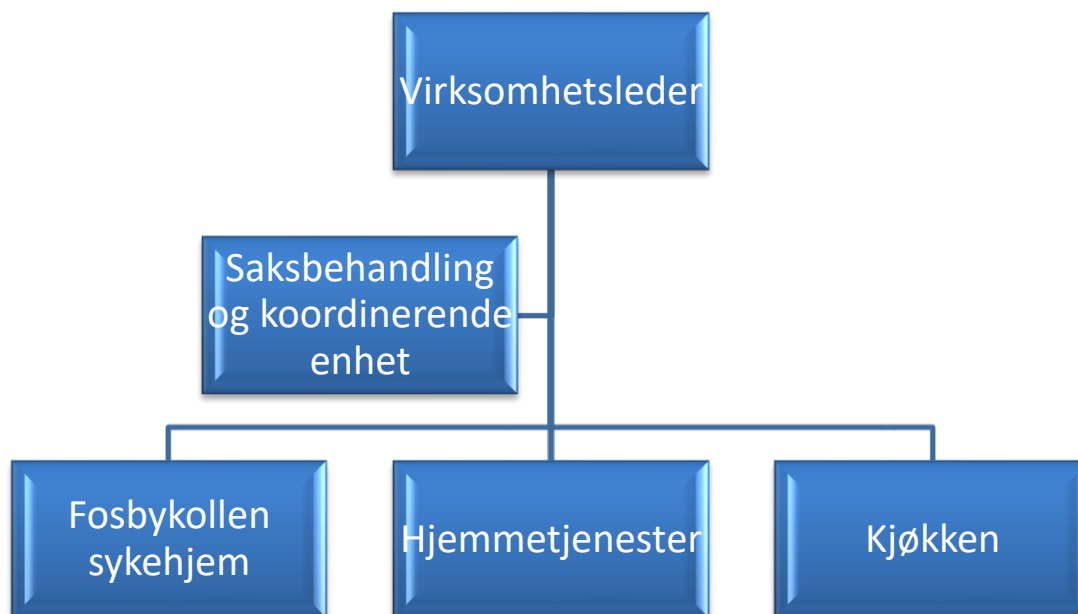 Virksomhetsleder
Saksbehandling
og koordinerende
enhet
Fosbykollen
sykehjem
Hjemmetjenester
Kjøkken